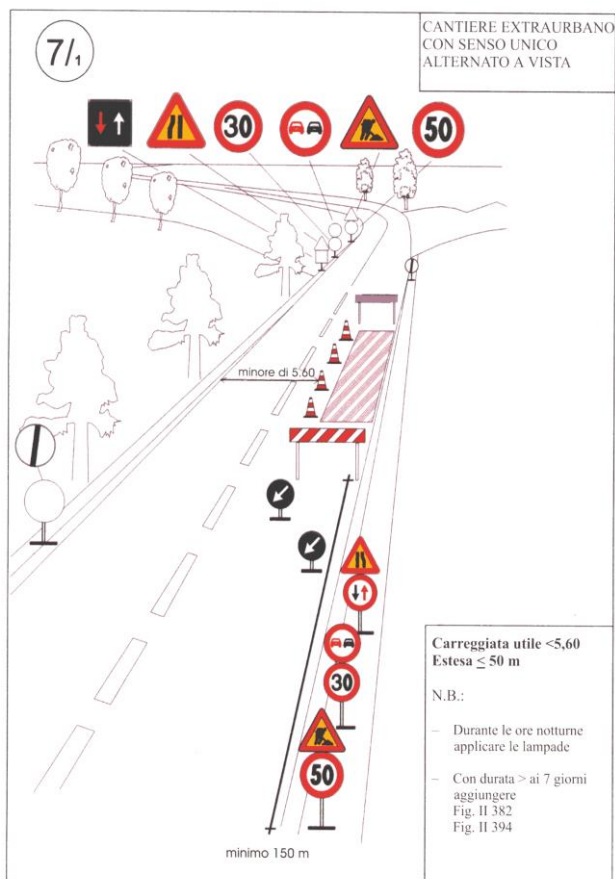 7/1
CANTIERE EXTRAURBANO
CON SENSO UNICO
ALTERNATO A VISTA
30
50
minore di 5.60
30
50
minimo 150 m
Carreggiata utile <5,60
Estesa ≤ 50 m
N.B.:
– Durante le ore notturne
applicare le lampade
– Con durata > ai 7 giorni
aggiungere
Fig. II 382
Fig. II 394